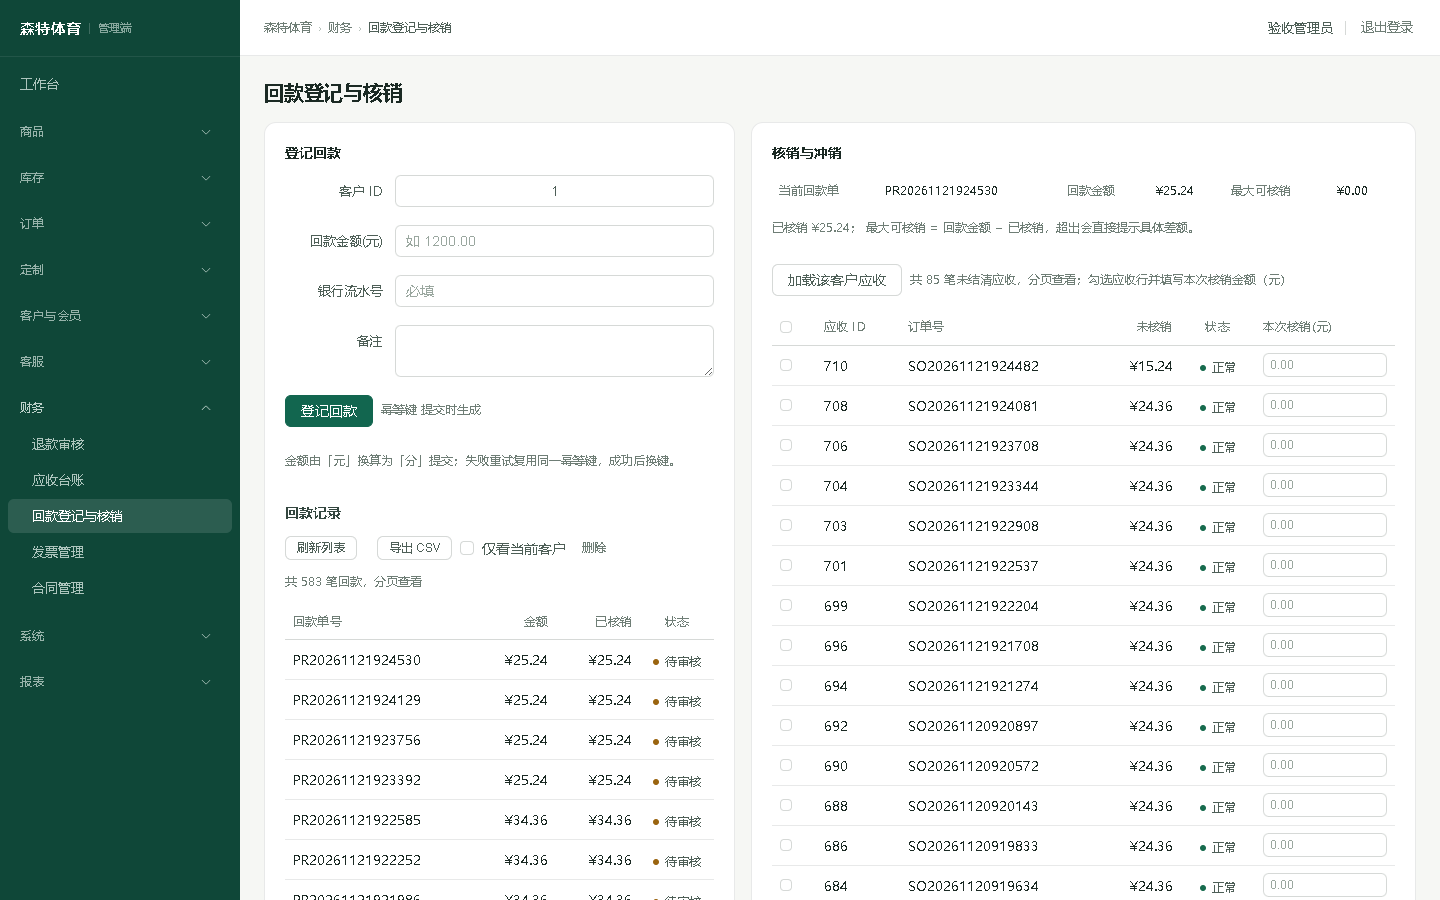 森特体育 管理端
工作台
商品
库存
订单
定制
客户与会员
客服
财务
退款审核
应收台账
回款登记与核销
发票管理
合同管理
系统
报表
森特体育 › 财务 › 回款登记与核销
验收管理员 退出登录
回款登记与核销
登记回款
客户 ID 1
回款金额(元) 如 1200.00
银行流水号 必填
备注
登记回款 幂等键 提交时生成
金额由「元」换算为「分」提交；失败重试复用同一幂等键，成功后换键。
回款记录
刷新列表 导出 CSV 仅看当前客户 删除
共 583 笔回款，分页查看
回款单号 金额 已核销 状态
PR20261121924530 ¥25.24 ¥25.24 待审核
PR20261121924129 ¥25.24 ¥25.24 待审核
PR20261121923756 ¥25.24 ¥25.24 待审核
PR20261121923392 ¥25.24 ¥25.24 待审核
PR20261121922585 ¥34.36 ¥34.36 待审核
PR20261121922252 ¥34.36 ¥34.36 待审核
核销与冲销
当前回款单 PR20261121924530 回款金额 ¥25.24 最大可核销 ¥0.00
已核销 ¥25.24； 最大可核销 = 回款金额 − 已核销，超出会直接提示具体差额。
加载该客户应收 共 85 笔未结清应收，分页查看；勾选应收行并填写本次核销金额（元）
应收 ID 订单号 未核销 状态 本次核销(元)
710 SO20261121924482 ¥15.24 正常 0.00
708 SO20261121924081 ¥24.36 正常 0.00
706 SO20261121923708 ¥24.36 正常 0.00
704 SO20261121923344 ¥24.36 正常 0.00
703 SO20261121922908 ¥24.36 正常 0.00
701 SO20261121922537 ¥24.36 正常 0.00
699 SO20261121922204 ¥24.36 正常 0.00
696 SO20261121921708 ¥24.36 正常 0.00
694 SO20261121921274 ¥24.36 正常 0.00
692 SO20261120920897 ¥24.36 正常 0.00
690 SO20261120920572 ¥24.36 正常 0.00
688 SO20261120920143 ¥24.36 正常 0.00
686 SO20261120919833 ¥24.36 正常 0.00
684 SO20261120919634 ¥24.36 正常 0.00